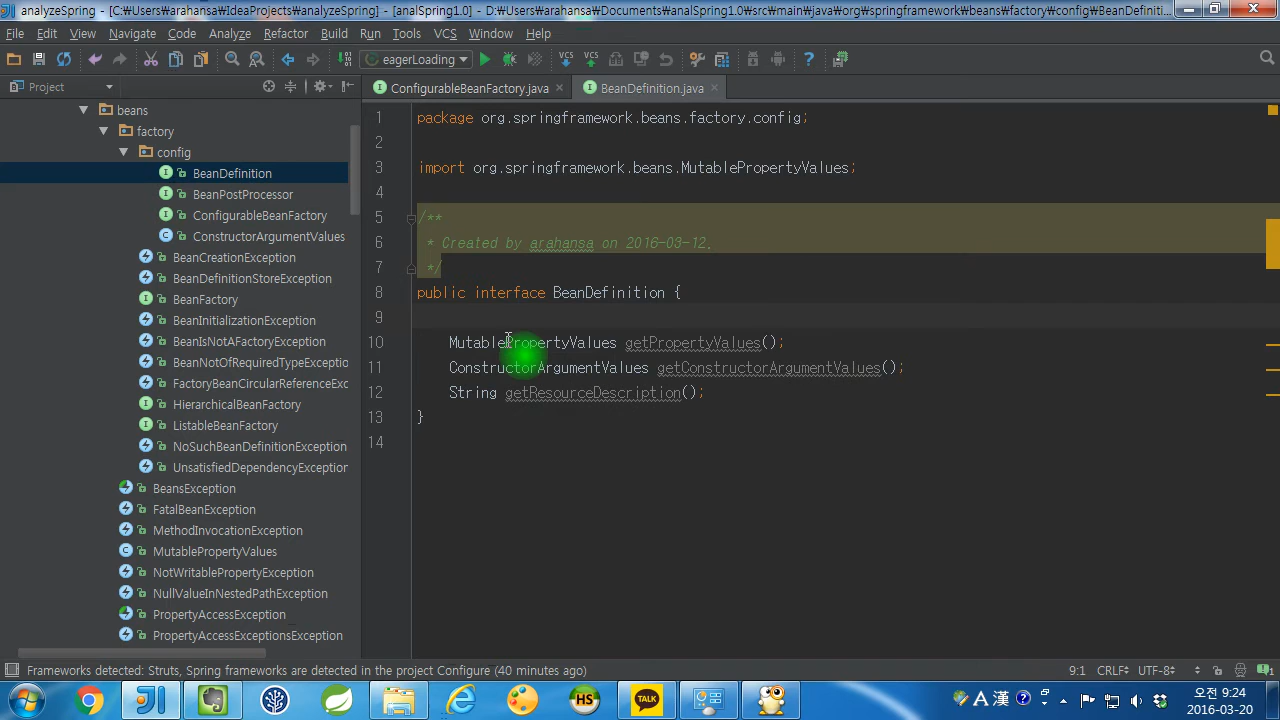 analyzeSpring - [C:₩Users₩arahansa₩IdeaProjects₩analyzeSpring] - [analSpring1.0] - D:₩Users₩arahansa₩Documents₩analSpring1.0₩src₩main₩java₩org₩springframework₩beans₩factory₩config₩BeanDefiniti...
File Edit View Navigate Code Analyze Refactor Build Run Tools VCS Window Help
eagerLoading
VCS VCS
Project
ConfigurableBeanFactory.java
BeanDefinition.java
beans
factory
config
BeanDefinition
BeanPostProcessor
ConfigurableBeanFactory
ConstructorArgumentValues
BeanCreationException
BeanDefinitionStoreException
BeanFactory
BeanInitializationException
BeanIsNotAFactoryException
BeanNotOfRequiredTypeExceptio
FactoryBeanCircularReferenceExc
HierarchicalBeanFactory
ListableBeanFactory
NoSuchBeanDefinitionException
UnsatisfiedDependencyException
BeansException
FatalBeanException
MethodInvocationException
MutablePropertyValues
NotWritablePropertyException
NullValueInNestedPathException
PropertyAccessException
PropertyAccessExceptionsException
1 package org.springframework.beans.factory.config;
2
3 import org.springframework.beans.MutablePropertyValues;
4
5 /**
6 * Created by arahansa on 2016-03-12.
7 */
8 public interface BeanDefinition {
9
10 MutablePropertyValues getPropertyValues();
11 ConstructorArgumentValues getConstructorArgumentValues();
12 String getResourceDescription();
13 }
14
Frameworks detected: Struts, Spring frameworks are detected in the project Configure (40 minutes ago)
9:1 CRLF UTF-8
HS
TALK
A 漢
오전 9:24
2016-03-20